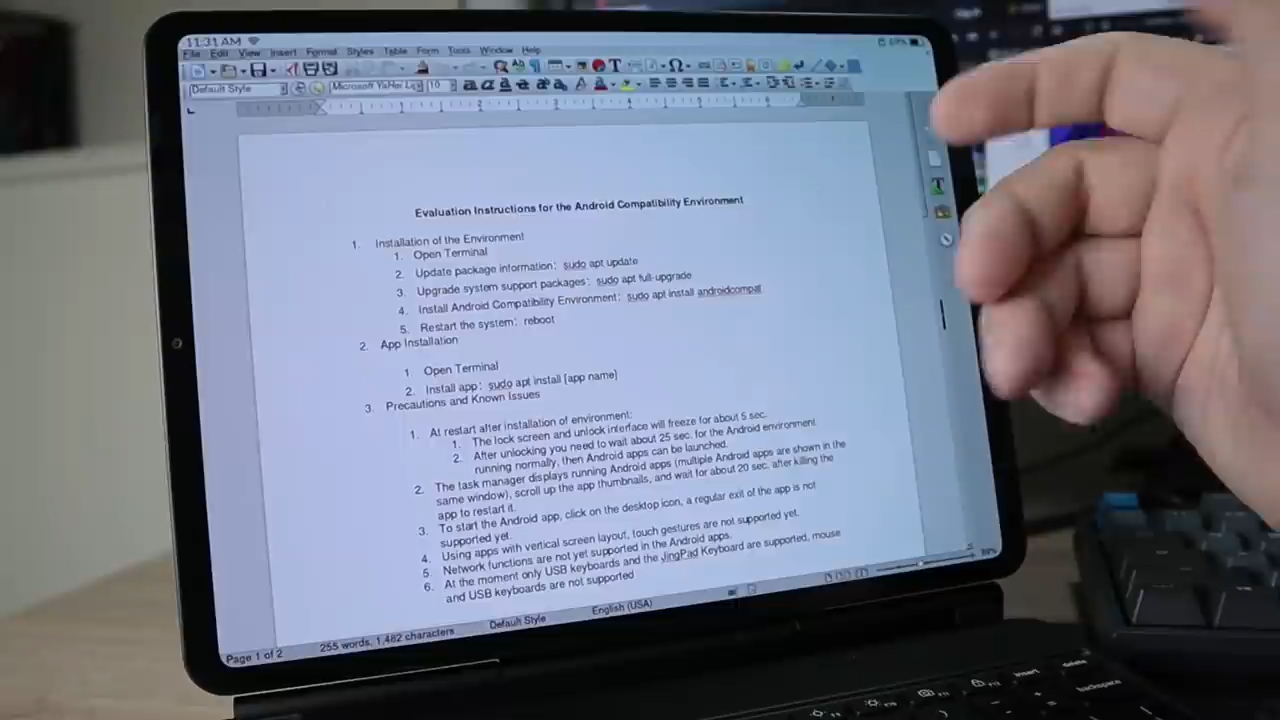 11:31 AM
File Edit View Insert Format Styles Table Form Tools Window Help
Default Style
10
Evaluation Instructions for the Android Compatibility Environment
1. Installation of the Environment
1. Open Terminal
2. Update package information: sudo apt update
3. Upgrade system support packages: sudo apt full-upgrade
4. Install Android Compatibility Environment: sudo apt install androidcompat
5. Restart the system: reboot
2. App Installation
1 Open Terminal
2. Install app: sudo apt install [app name]
3. Precautions and Known Issues
1. At restart after installation of environment:
1. The lock screen and unlock interface will freeze for about 5 sec.
2. After unlocking you need to wait about 25 sec. for the Android environment
running normally, then Android apps can be launched.
2. The task manager displays running Android apps (multiple Android apps are shown in the
same window), scroll up the app thumbnails, and wait for about 20 sec. after killing the
app to restart it.
3. To start the Android app, click on the desktop icon, a regular exit of the app is not
supported yet.
4. Using apps with vertical screen layout, touch gestures are not supported yet.
5. Network functions are not yet supported in the Android apps.
6. At the moment only USB keyboards and the JingPad Keyboard are supported, mouse
and USB keyboards are not supported
Page 1 of 2 255 words, 1,482 characters Default Style English (USA)
insert delete
backspace